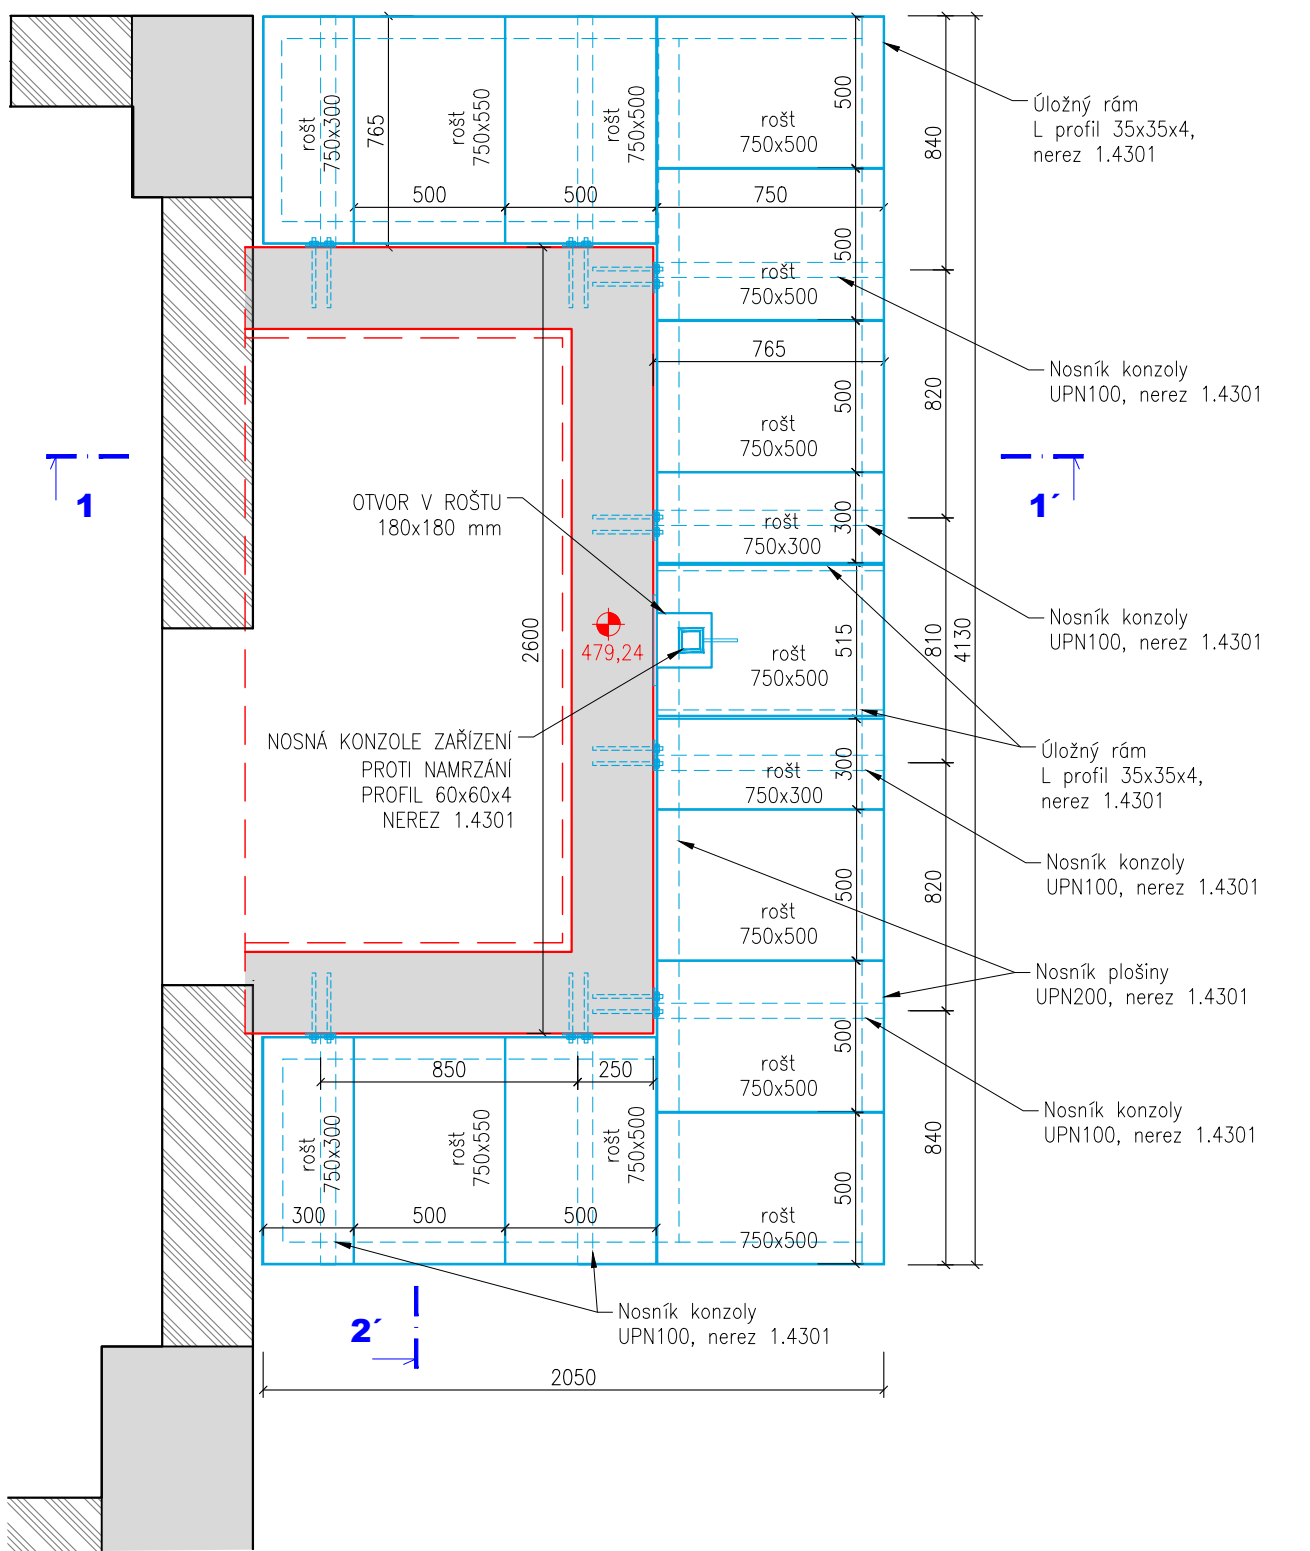 rošt
750x300
765
rošt
750x550
rošt
750x500
rošt
750x500
500
840
Úložný rám
L profil 35x35x4,
nerez 1.4301
500
500
750
500
rošt
750x500
765
Nosník konzoly
UPN100, nerez 1.4301
820
500
rošt
750x500
1
1´
OTVOR V ROŠTU
180x180 mm
rošt
750x300
300
Nosník konzoly
UPN100, nerez 1.4301
2600
479,24
515
810
4130
rošt
750x500
NOSNÁ KONZOLE ZAŘÍZENÍ
PROTI NAMRZÁNÍ
PROFIL 60x60x4
NEREZ 1.4301
Úložný rám
L profil 35x35x4,
nerez 1.4301
rošt
750x300
300
Nosník konzoly
UPN100, nerez 1.4301
820
500
rošt
750x500
Nosník plošiny
UPN200, nerez 1.4301
500
850
250
rošt
750x500
Nosník konzoly
UPN100, nerez 1.4301
840
rošt
750x300
rošt
750x550
rošt
750x500
500
300
500
500
rošt
750x500
Nosník konzoly
UPN100, nerez 1.4301
2´
2050